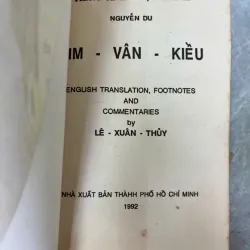 NGUYỄN DU
IM - VÂN - KIỀU
ENGLISH TRANSLATION, FOOTNOTES
AND
COMMENTARIES
by
LÊ - XUÂN - THỦY
NHÀ XUẤT BẢN THÀNH PHỐ HỒ CHÍ MINH
1992